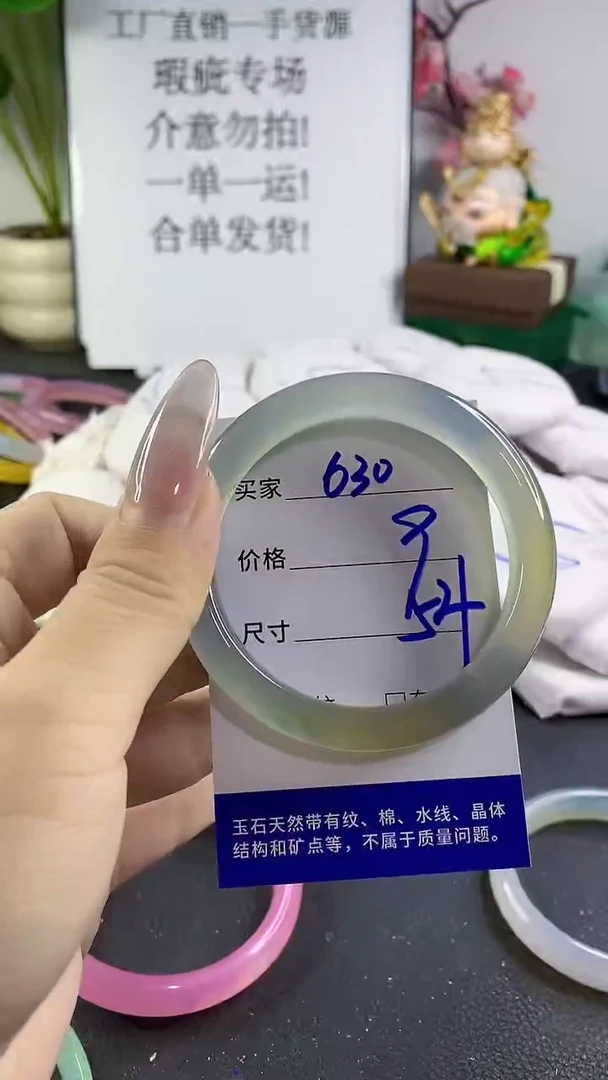 工厂直销一手货源
瑕疵专场
介意勿拍!
一单一运!
合单发货!
买家 630
价格
尺寸 54
玉石天然带有纹、棉、水线、晶体
结构和矿点等，不属于质量问题。